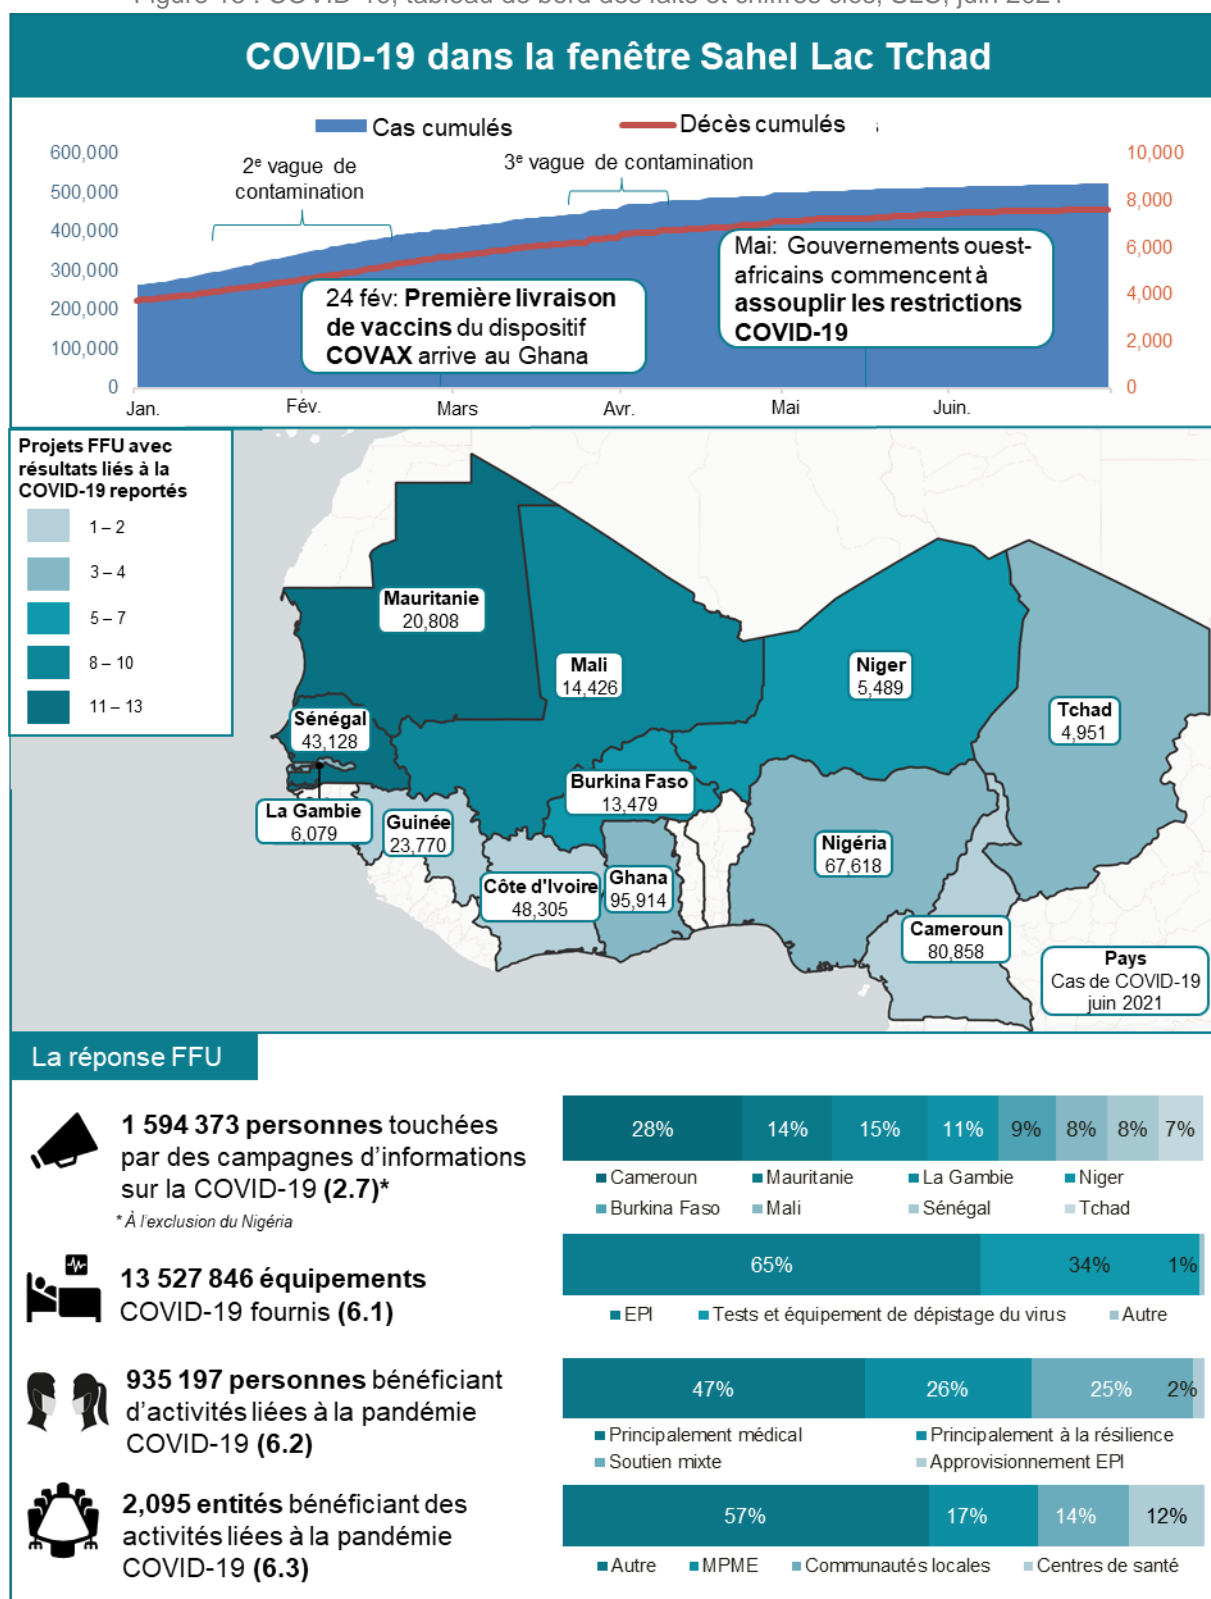 COVID-19 dans la fenêtre Sahel Lac Tchad
Cas cumulés
Décès cumulés
600,000
500,000
400,000
300,000
200,000
100,000
0
10,000
8,000
6,000
4,000
2,000
0
2e vague de
contamination
3e vague de contamination
24 fév: Première livraison
de vaccins du dispositif
COVAX arrive au Ghana
Mai: Gouvernements ouest-
africains commencent à
assouplir les restrictions
COVID-19
Jan.
Fév.
Mars
Avr.
Mai
Juin.
Projets FFU avec
résultats liés à la
COVID-19 reportés
1 – 2
3 – 4
5 – 7
8 – 10
11 – 13
Mauritanie
20,808
Mali
14,426
Niger
5,489
Tchad
4,951
Sénégal
43,128
La Gambie
6,079
Guinée
23,770
Burkina Faso
13,479
Côte d'Ivoire
48,305
Ghana
95,914
Nigéria
67,618
Cameroun
80,858
Pays
Cas de COVID-19
juin 2021
La réponse FFU
1 594 373 personnes touchées
par des campagnes d’informations
sur la COVID-19 (2.7)*
* À l’exclusion du Nigéria
28% 14% 15% 11% 9% 8% 8% 7%
Cameroun Mauritanie La Gambie Niger
Burkina Faso Mali Sénégal Tchad
13 527 846 équipements
COVID-19 fournis (6.1)
65% 34% 1%
EPI Tests et équipement de dépistage du virus Autre
935 197 personnes bénéficiant
d’activités liées à la pandémie
COVID-19 (6.2)
47% 26% 25% 2%
Principalement médical Principalement à la résilience
Soutien mixte Approvisionnement EPI
2,095 entités bénéficiant des
activités liées à la pandémie
COVID-19 (6.3)
57% 17% 14% 12%
Autre MPME Communautés locales Centres de santé